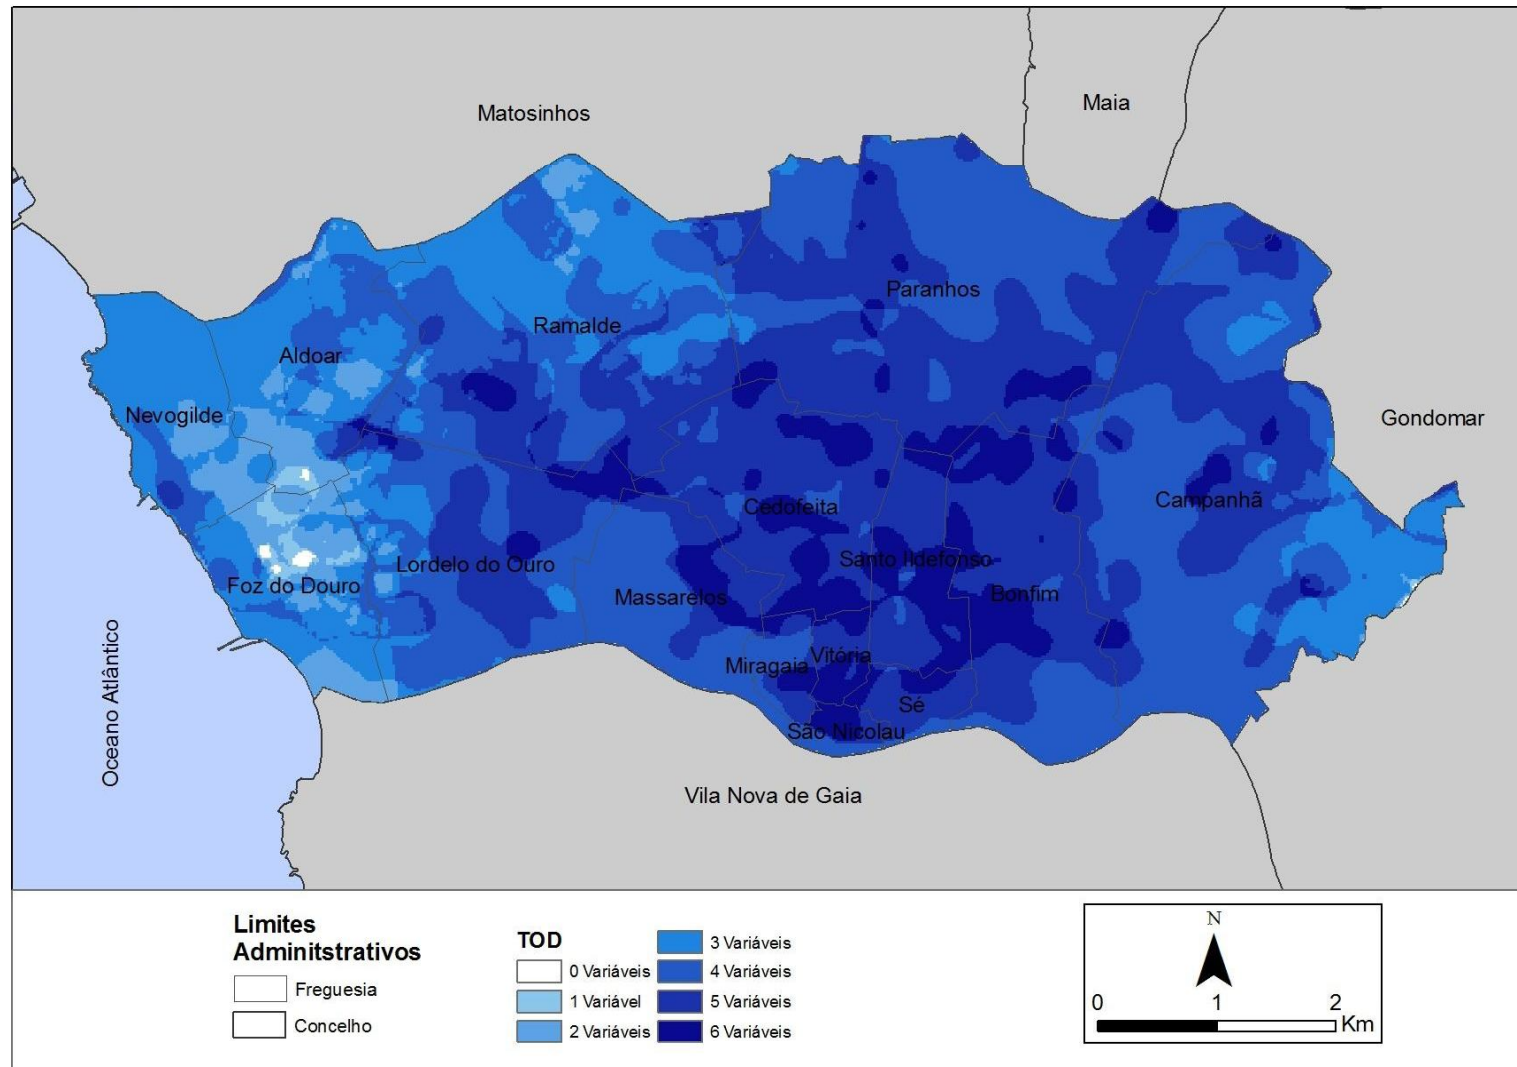 Matosinhos
Maia
Paranhos
Ramalde
Aldoar
Nevogilde
Gondomar
Campanhã
Cedofeita
Santo Ildefonso
Lordelo do Ouro
Foz do Douro
Massarelos
Bonfim
Miragaia
Vitória
Sé
São Nicolau
Oceano Atlântico
Vila Nova de Gaia
Limites
Adminitstrativos
Freguesia
Concelho
TOD
0 Variáveis
1 Variável
2 Variáveis
3 Variáveis
4 Variáveis
5 Variáveis
6 Variáveis
N
0 1 2
Km